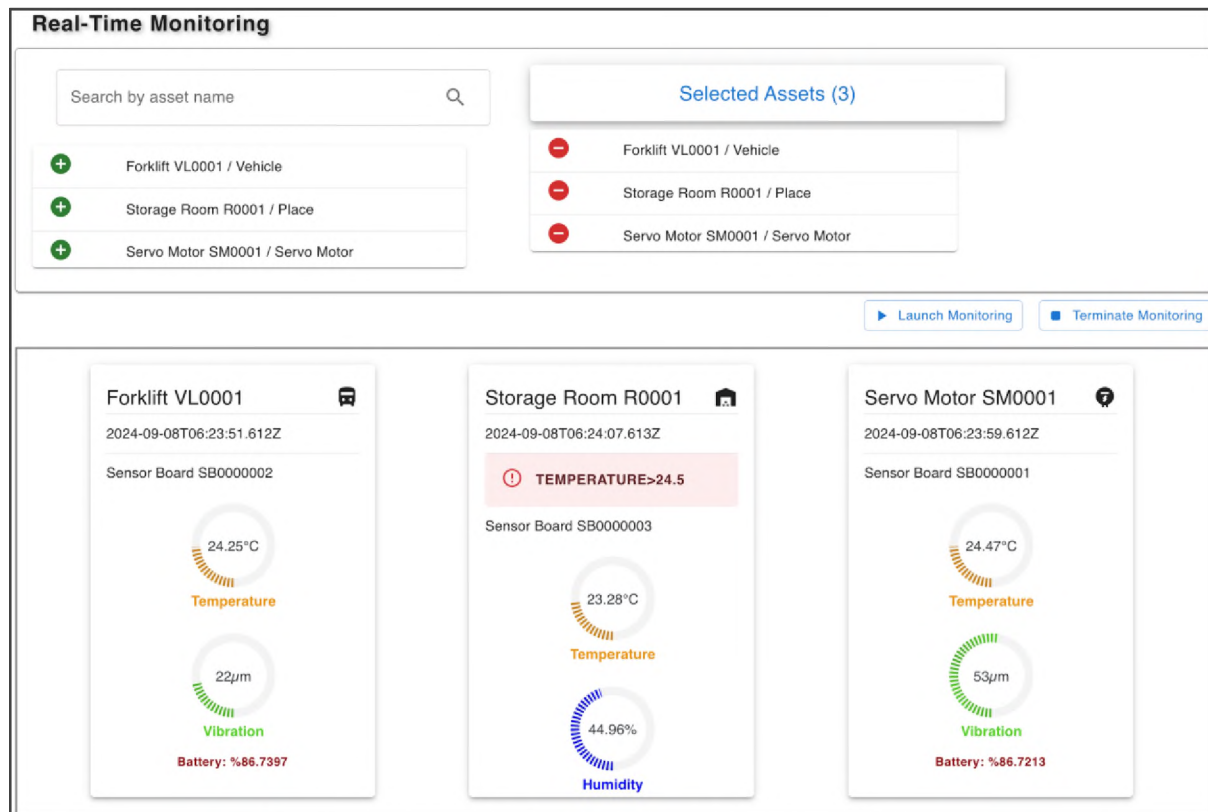 Real-Time Monitoring
Search by asset name
Selected Assets (3)
Forklift VL0001 / Vehicle
Storage Room R0001 / Place
Servo Motor SM0001 / Servo Motor
Forklift VL0001 / Vehicle
Storage Room R0001 / Place
Servo Motor SM0001 / Servo Motor
Launch Monitoring
Terminate Monitoring
Forklift VL0001
2024-09-08T06:23:51.612Z
Sensor Board SB0000002
24.25°C
Temperature
22μm
Vibration
Battery: %86.7397
Storage Room R0001
2024-09-08T06:24:07.613Z
TEMPERATURE>24.5
Sensor Board SB0000003
23.28°C
Temperature
44.96%
Humidity
Servo Motor SM0001
2024-09-08T06:23:59.612Z
Sensor Board SB0000001
24.47°C
Temperature
53μm
Vibration
Battery: %86.7213